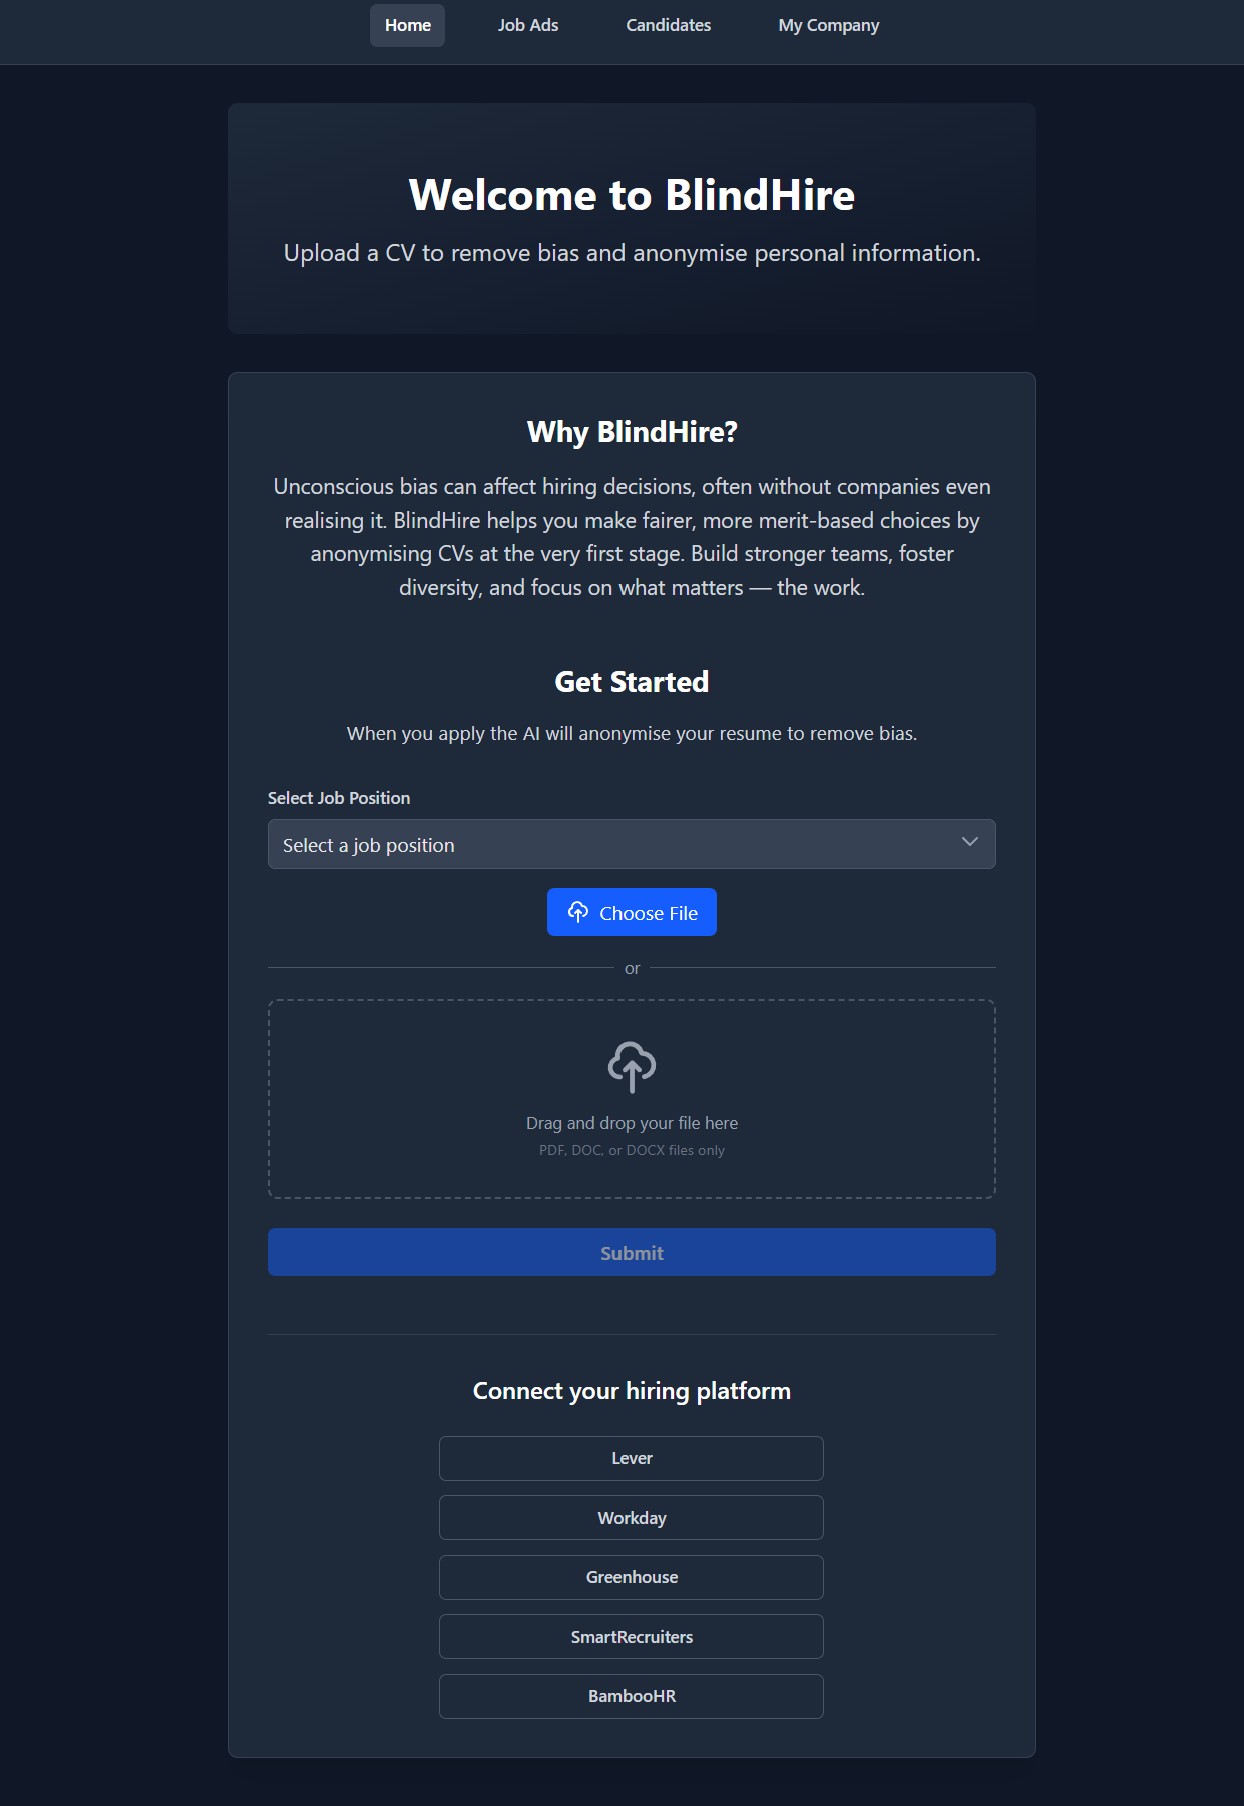 Home
Job Ads
Candidates
My Company
Welcome to BlindHire
Upload a CV to remove bias and anonymise personal information.
Why BlindHire?
Unconscious bias can affect hiring decisions, often without companies even
realising it. BlindHire helps you make fairer, more merit-based choices by
anonymising CVs at the very first stage. Build stronger teams, foster
diversity, and focus on what matters — the work.
Get Started
When you apply the AI will anonymise your resume to remove bias.
Select Job Position
Select a job position
Choose File
or
Drag and drop your file here
PDF, DOC, or DOCX files only
Submit
Connect your hiring platform
Lever
Workday
Greenhouse
SmartRecruiters
BambooHR